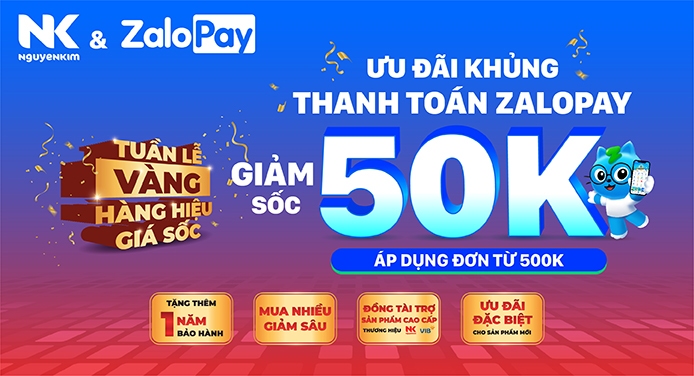 NK
NGUYENKIM
&
ZaloPay
ƯU ĐÃI KHỦNG
THANH TOÁN ZALOPAY
TUẦN LỄ
VÀNG
HÀNG HIỆU
GIÁ SỐC
GIẢM
SỐC
50K
ÁP DỤNG ĐƠN TỪ 500K
TẶNG THÊM
1 NĂM
BẢO HÀNH
MUA NHIỀU
GIẢM SÂU
ĐỒNG TÀI TRỢ
SẢN PHẨM CAO CẤP
THƯƠNG HIỆU NK VIB
ƯU ĐÃI
ĐẶC BIỆT
CHO SẢN PHẨM MỚI